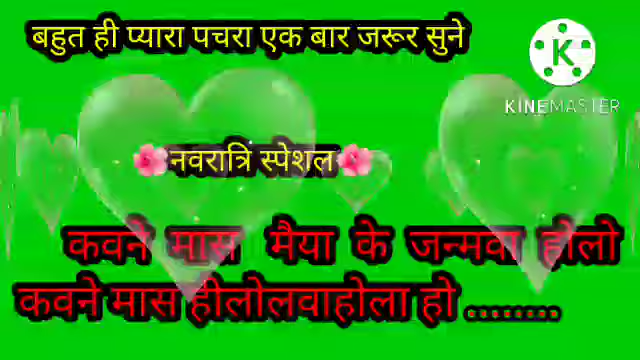 बहुत ही प्यारा पचरा एक बार जरूर सुने
KINEMASTER
🌺नवरात्रि स्पेशल🌺
कवने मास मैया के जन्मवा होलो
कवने मास हीलोलवाहोला हो ........